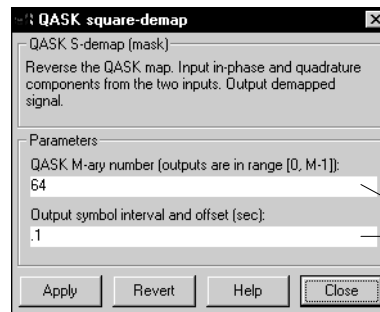 QASK square-demap
QASK S-demap (mask)
Reverse the QASK map. Input in-phase and quadrature
components from the two inputs. Output demapped
signal.
Parameters
QASK M-ary number (outputs are in range [0, M-1]):
64
Output symbol interval and offset (sec):
.1
Apply Revert Help Close